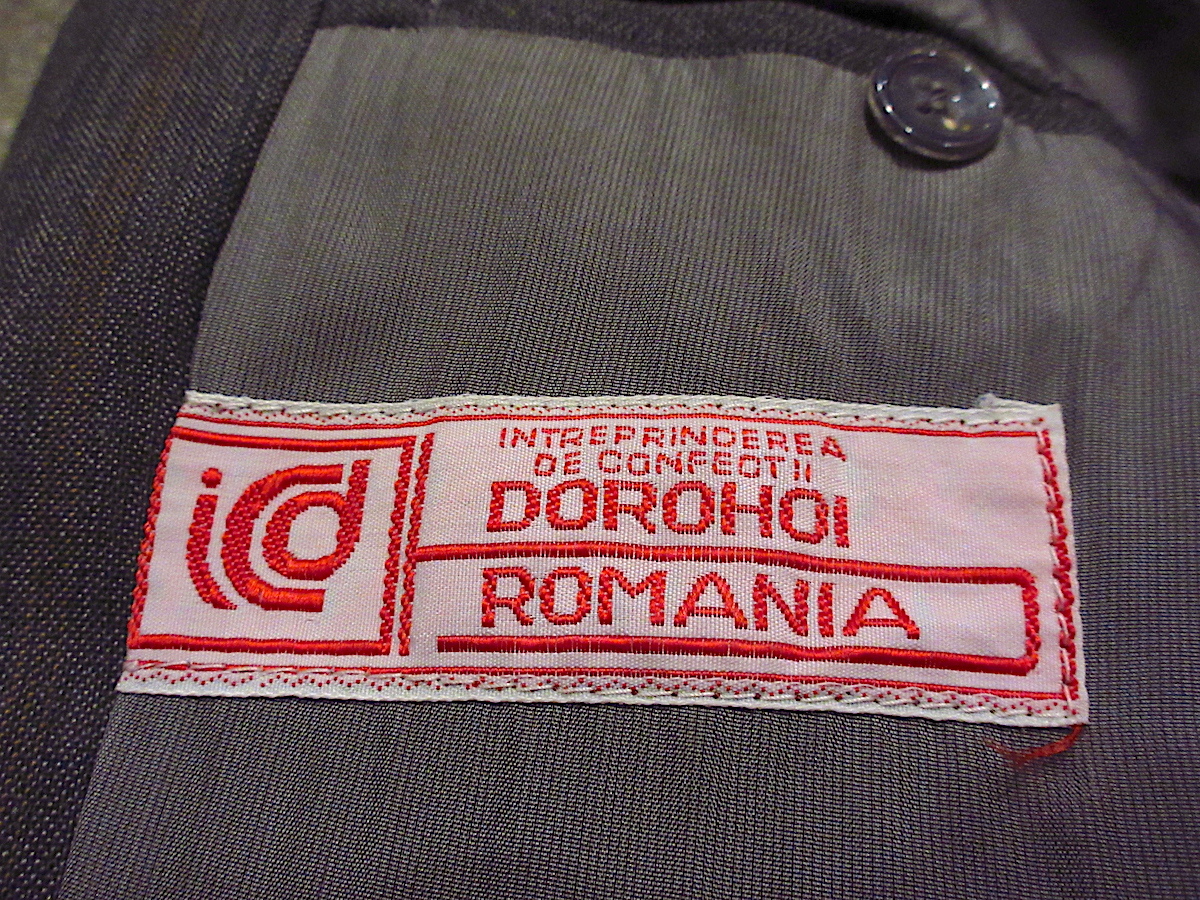 icd
INTREPRINDEREA
DE CONFECTII
DOROHOI
ROMANIA